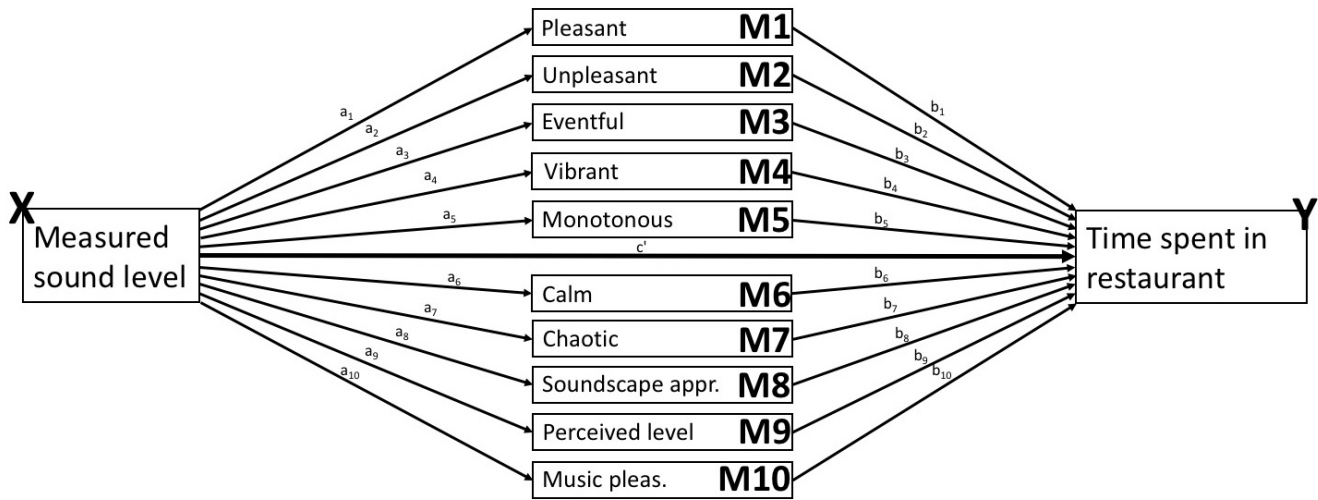 Pleasant M1
Unpleasant M2
Eventful M3
Vibrant M4
Monotonous M5
X
Measured
sound level
a₁
a₂
a₃
a₄
a₅
c'
a₆
a₇
a₈
a₉
a₁₀
Calm M6
Chaotic M7
Soundscape appr. M8
Perceived level M9
Music pleas. M10
b₁
b₂
b₃
b₄
b₅
b₆
b₇
b₈
b₉
b₁₀
Y
Time spent in
restaurant